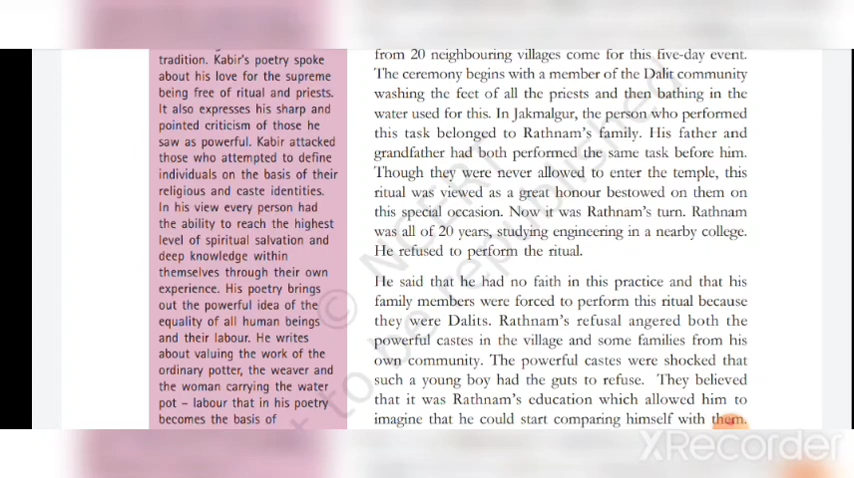 tradition. Kabir's poetry spoke
about his love for the supreme
being free of ritual and priests.
It also expresses his sharp and
pointed criticism of those he
saw as powerful. Kabir attacked
those who attempted to define
individuals on the basis of their
religious and caste identities.
In his view every person had
the ability to reach the highest
level of spiritual salvation and
deep knowledge within
themselves through their own
experience. His poetry brings
out the powerful idea of the
equality of all human beings
and their labour. He writes
about valuing the work of the
ordinary potter, the weaver and
the woman carrying the water
pot – labour that in his poetry
becomes the basis of
from 20 neighbouring villages come for this five-day event.
The ceremony begins with a member of the Dalit community
washing the feet of all the priests and then bathing in the
water used for this. In Jakmalgur, the person who performed
this task belonged to Rathnam's family. His father and
grandfather had both performed the same task before him.
Though they were never allowed to enter the temple, this
ritual was viewed as a great honour bestowed on them on
this special occasion. Now it was Rathnam's turn. Rathnam
was all of 20 years, studying engineering in a nearby college.
He refused to perform the ritual.
He said that he had no faith in this practice and that his
family members were forced to perform this ritual because
they were Dalits. Rathnam's refusal angered both the
powerful castes in the village and some families from his
own community. The powerful castes were shocked that
such a young boy had the guts to refuse. They believed
that it was Rathnam's education which allowed him to
imagine that he could start comparing himself with them.
© NCERT
not to be republished
XRecorder